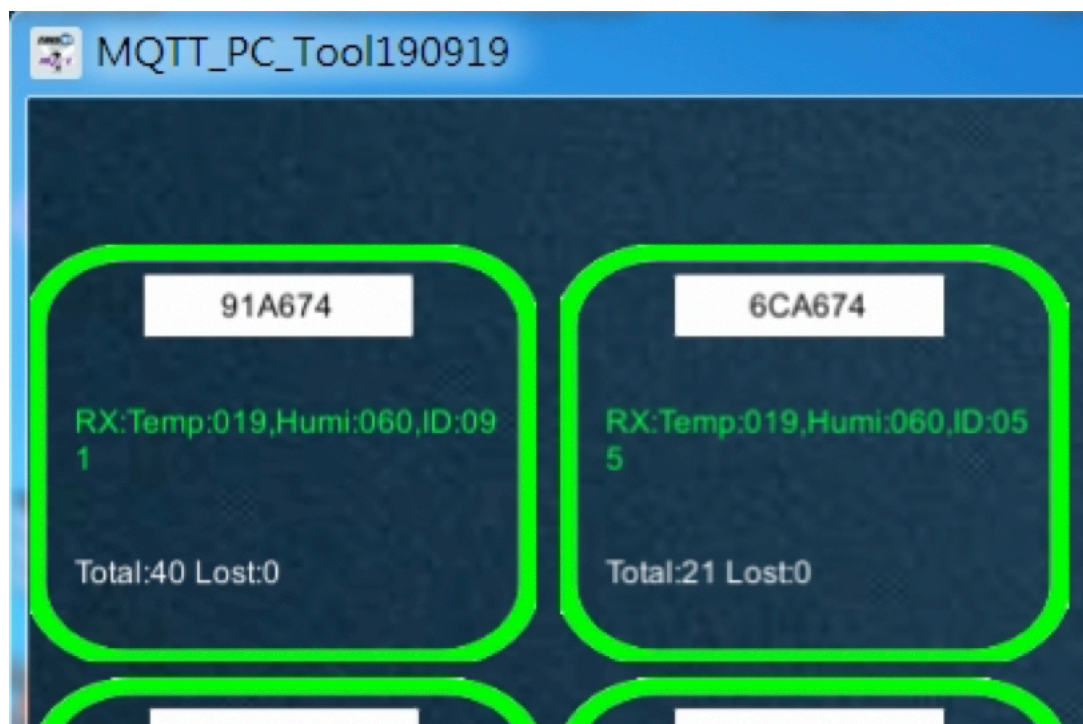 MQTT_PC_Tool190919
91A674
6CA674
RX:Temp:019,Humi:060,ID:09
1
RX:Temp:019,Humi:060,ID:05
5
Total:40 Lost:0
Total:21 Lost:0